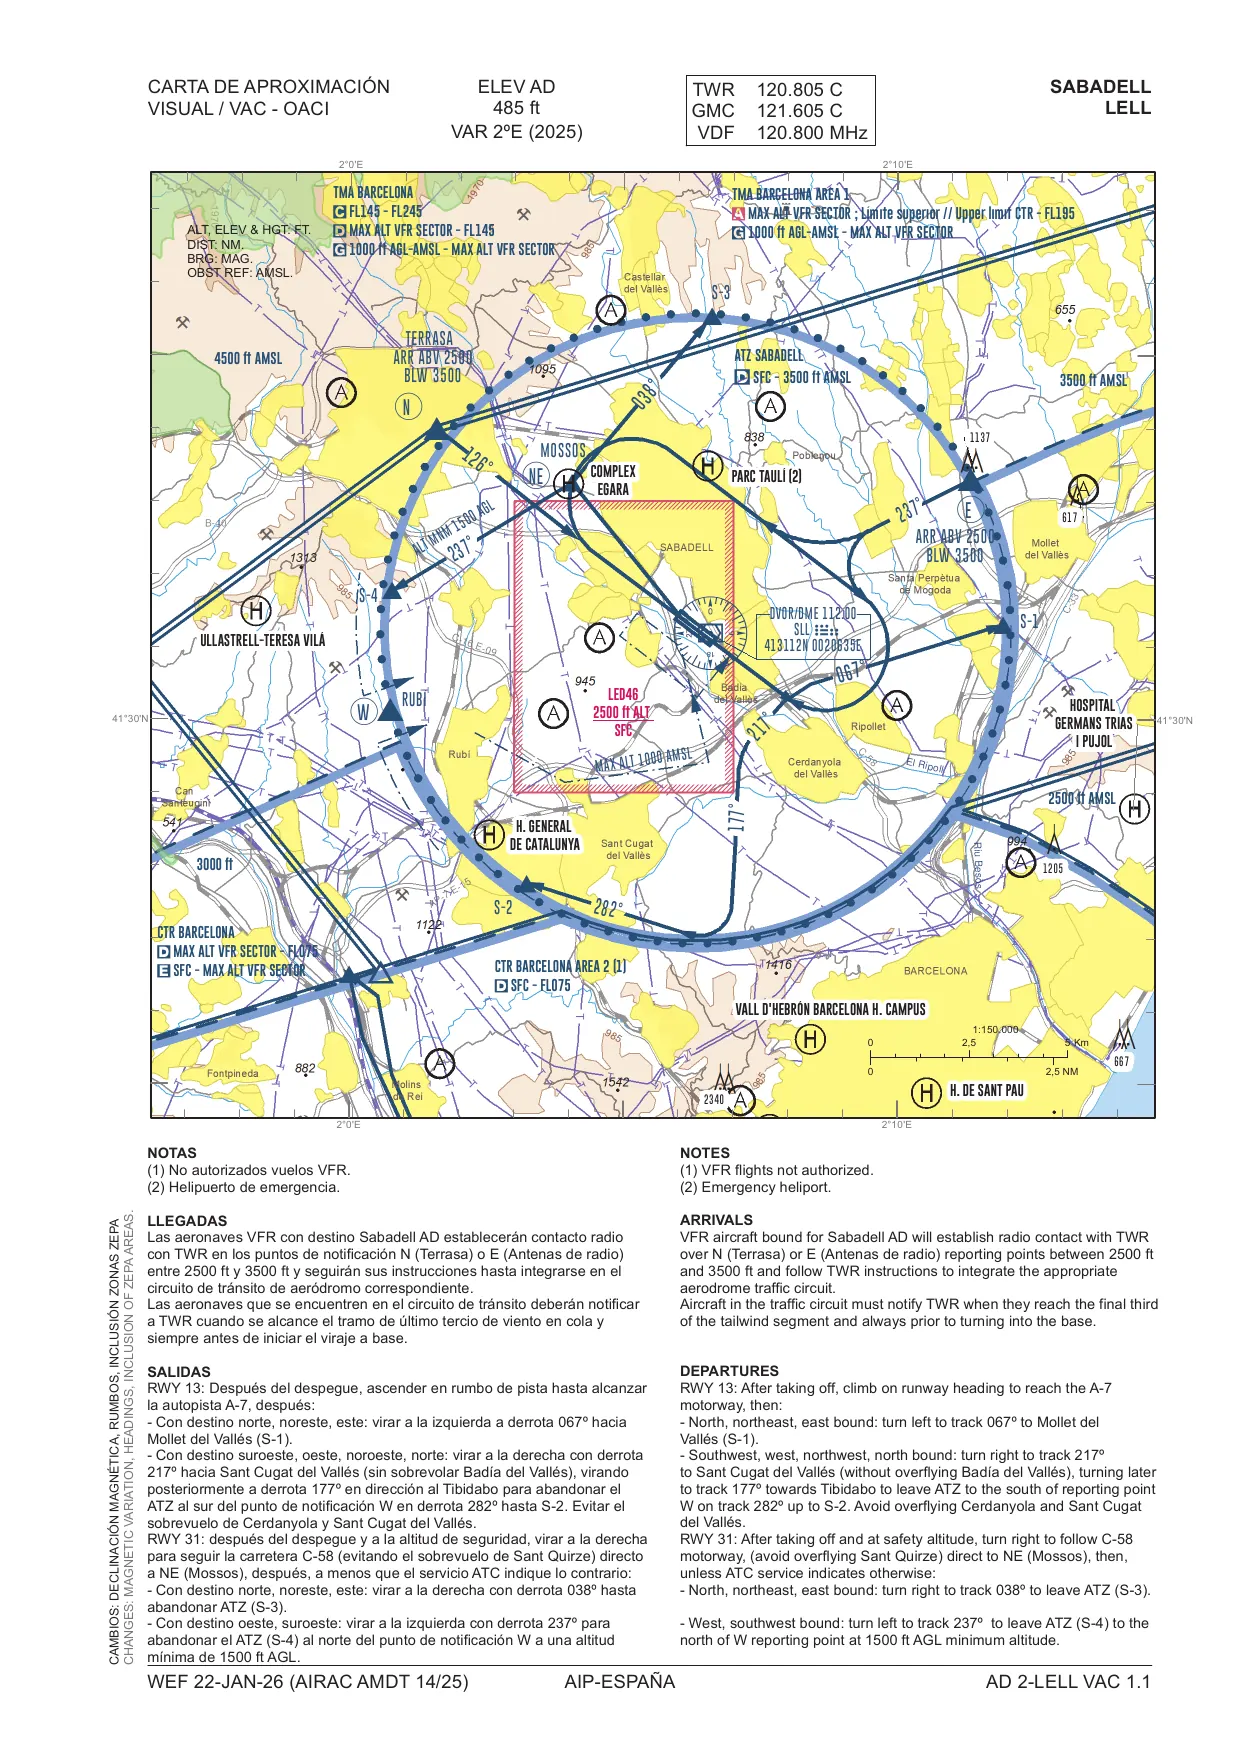 CARTA DE APROXIMACIÓN
VISUAL / VAC - OACI
ELEV AD
485 ft
VAR 2ºE (2025)
TWR 120.805 C
GMC 121.605 C
VDF 120.800 MHz
SABADELL
LELL
2°0'E
2°10'E
TMA BARCELONA
C FL145 - FL245
D MAX ALT VFR SECTOR - FL145
G 1000 ft AGL-AMSL - MAX ALT VFR SECTOR
TMA BARCELONA AREA 1
A MAX ALT VFR SECTOR ; Límite superior // Upper limit CTR - FL195
G 1000 ft AGL-AMSL - MAX ALT VFR SECTOR
ALT, ELEV & HGT: FT.
DIST: NM.
BRG: MAG.
OBST REF: AMSL.
1970
985
Castellar
del Vallès
S-3
655
TERRASA
ARR ABV 2500
BLW 3500
4500 ft AMSL
1095
ATZ SABADELL
D SFC - 3500 ft AMSL
3500 ft AMSL
A
N
038°
A
838
1137
126°
MOSSOS
NE
H
COMPLEX
EGARA
H
PARC TAULÍ (2)
Poblenou
A
617
B-40
ALT MNM 1500 AGL
237°
237°
E
ARR ABV 2500
BLW 3500
Mollet
del Vallès
1313
985
SABADELL
Santa Perpètua
de Mogoda
C-33
S-4
H
ULLASTRELL-TERESA VILÁ
DVOR/DME 112.00
SLL
413112N 0020635E
S-1
A
945
LED46
2500 ft ALT
SFC
067°
Badia
del Vallès
W
RUBÍ
A
217°
A
Ripollet
HOSPITAL
GERMANS TRIAS
I PUJOL
41°30'N
41°30'N
Rubí
MAX ALT 1000 AMSL
Cerdanyola
del Vallès
C-58
El Ripoll
985
Can
Santeugini
541
177°
2500 ft AMSL
H
H
H. GENERAL
DE CATALUNYA
Sant Cugat
del Vallès
994
A
1205
Riu Besòs
3000 ft
S-2
282°
1122
CTR BARCELONA
D MAX ALT VFR SECTOR - FL075
E SFC - MAX ALT VFR SECTOR
CTR BARCELONA AREA 2 (1)
D SFC - FL075
1416
BARCELONA
VALL D'HEBRÓN BARCELONA H. CAMPUS
H
985
1:150.000
0 2,5 5 Km
0 2,5 NM
667
Fontpineda
882
A
Molins
de Rei
1542
985
2340
A
H
H. DE SANT PAU
2°0'E
2°10'E
NOTAS
(1) No autorizados vuelos VFR.
(2) Helipuerto de emergencia.
NOTES
(1) VFR flights not authorized.
(2) Emergency heliport.
LLEGADAS
Las aeronaves VFR con destino Sabadell AD establecerán contacto radio
con TWR en los puntos de notificación N (Terrasa) o E (Antenas de radio)
entre 2500 ft y 3500 ft y seguirán sus instrucciones hasta integrarse en el
circuito de tránsito de aeródromo correspondiente.
Las aeronaves que se encuentren en el circuito de tránsito deberán notificar
a TWR cuando se alcance el tramo de último tercio de viento en cola y
siempre antes de iniciar el viraje a base.
ARRIVALS
VFR aircraft bound for Sabadell AD will establish radio contact with TWR
over N (Terrasa) or E (Antenas de radio) reporting points between 2500 ft
and 3500 ft and follow TWR instructions to integrate the appropriate
aerodrome traffic circuit.
Aircraft in the traffic circuit must notify TWR when they reach the final third
of the tailwind segment and always prior to turning into the base.
SALIDAS
RWY 13: Después del despegue, ascender en rumbo de pista hasta alcanzar
la autopista A-7, después:
- Con destino norte, noreste, este: virar a la izquierda a derrota 067º hacia
Mollet del Vallés (S-1).
- Con destino suroeste, oeste, noroeste, norte: virar a la derecha con derrota
217º hacia Sant Cugat del Vallés (sin sobrevolar Badía del Vallés), virando
posteriormente a derrota 177º en dirección al Tibidabo para abandonar el
ATZ al sur del punto de notificación W en derrota 282º hasta S-2. Evitar el
sobrevuelo de Cerdanyola y Sant Cugat del Vallés.
RWY 31: después del despegue y a la altitud de seguridad, virar a la derecha
para seguir la carretera C-58 (evitando el sobrevuelo de Sant Quirze) directo
a NE (Mossos), después, a menos que el servicio ATC indique lo contrario:
- Con destino norte, noreste, este: virar a la derecha con derrota 038º hasta
abandonar ATZ (S-3).
- Con destino oeste, suroeste: virar a la izquierda con derrota 237º para
abandonar el ATZ (S-4) al norte del punto de notificación W a una altitud
mínima de 1500 ft AGL.
DEPARTURES
RWY 13: After taking off, climb on runway heading to reach the A-7
motorway, then:
- North, northeast, east bound: turn left to track 067º to Mollet del
Vallés (S-1).
- Southwest, west, northwest, north bound: turn right to track 217º
to Sant Cugat del Vallés (without overflying Badía del Vallés), turning later
to track 177º towards Tibidabo to leave ATZ to the south of reporting point
W on track 282º up to S-2. Avoid overflying Cerdanyola and Sant Cugat
del Vallés.
RWY 31: After taking off and at safety altitude, turn right to follow C-58
motorway, (avoid overflying Sant Quirze) direct to NE (Mossos), then,
unless ATC service indicates otherwise:
- North, northeast, east bound: turn right to track 038º to leave ATZ (S-3).
- West, southwest bound: turn left to track 237º to leave ATZ (S-4) to the
north of W reporting point at 1500 ft AGL minimum altitude.
CAMBIOS: DECLINACIÓN MAGNÉTICA, RUMBOS, INCLUSIÓN ZONAS ZEPA
CHANGES: MAGNETIC VARIATION, HEADINGS, INCLUSION OF ZEPA AREAS.
WEF 22-JAN-26 (AIRAC AMDT 14/25)
AIP-ESPAÑA
AD 2-LELL VAC 1.1